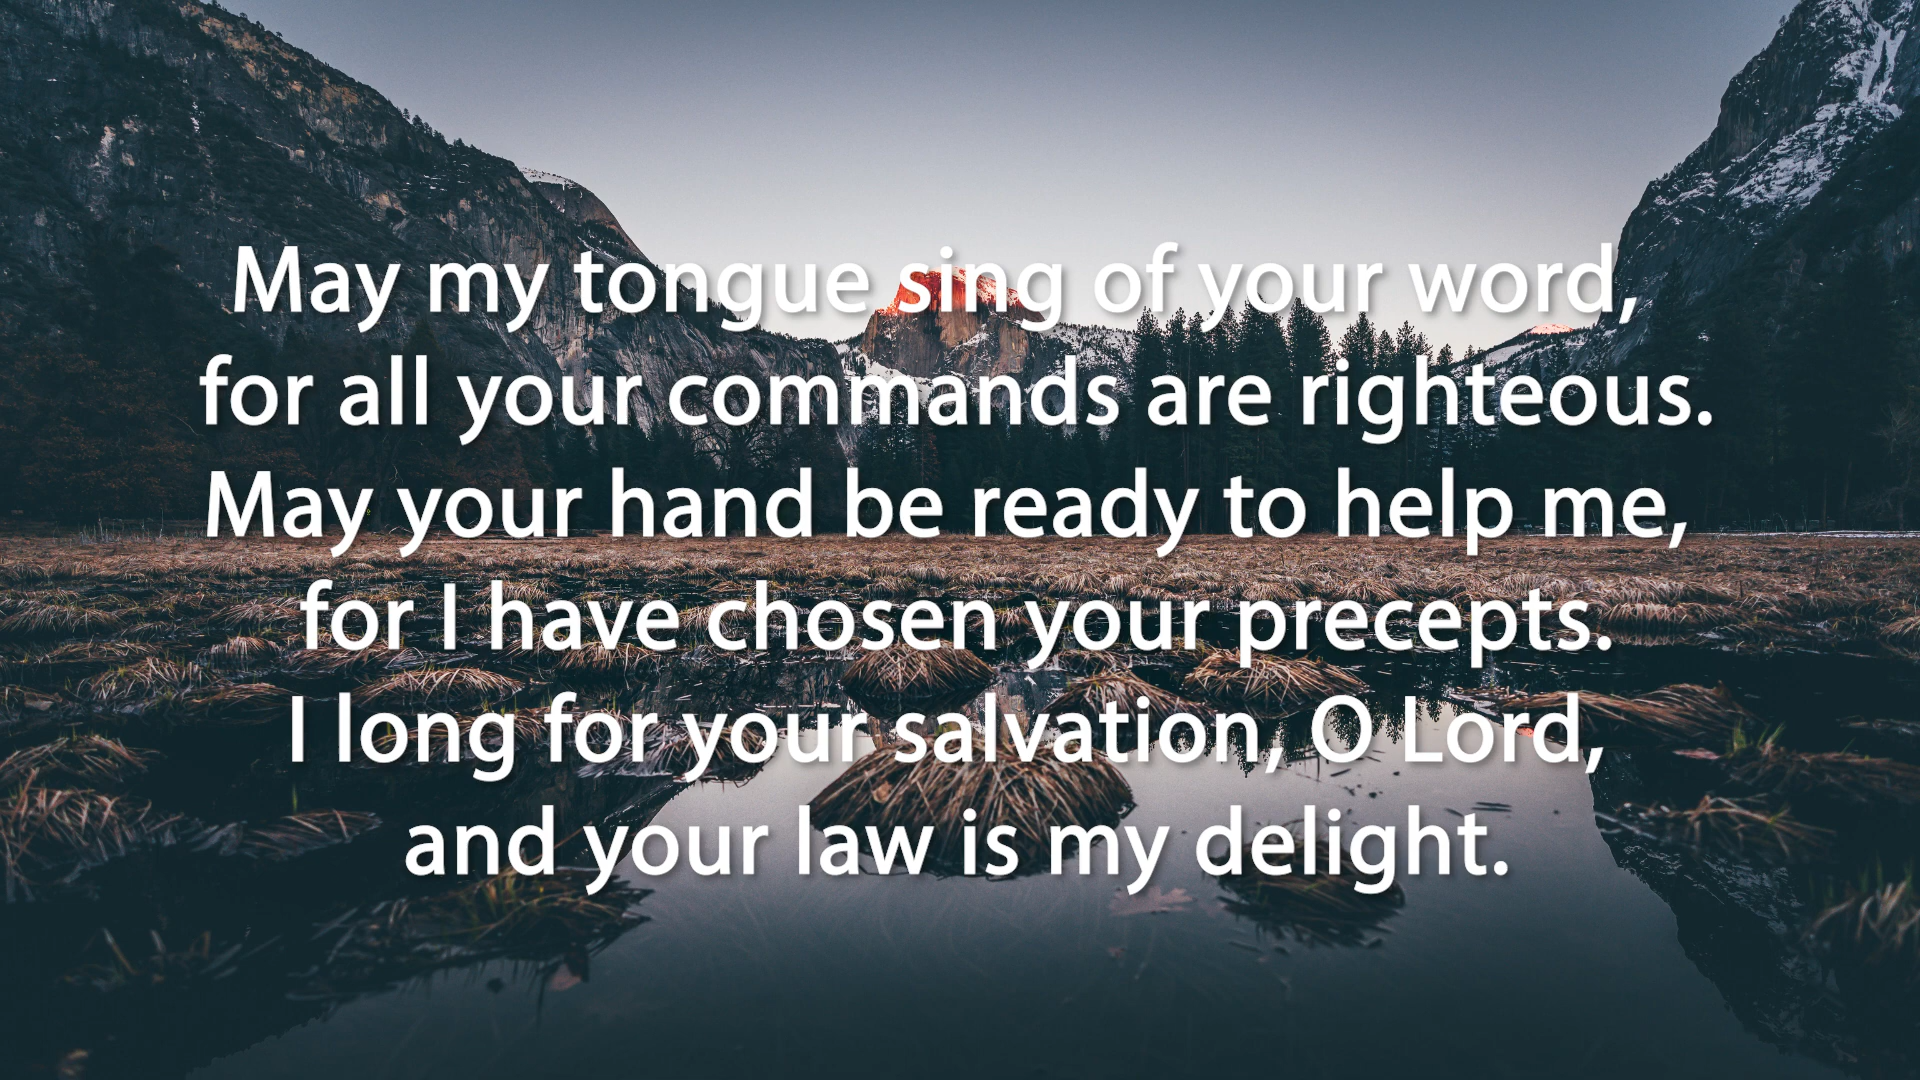 May my tongue sing of your word,
for all your commands are righteous.
May your hand be ready to help me,
for I have chosen your precepts.
I long for your salvation, O Lord,
and your law is my delight.